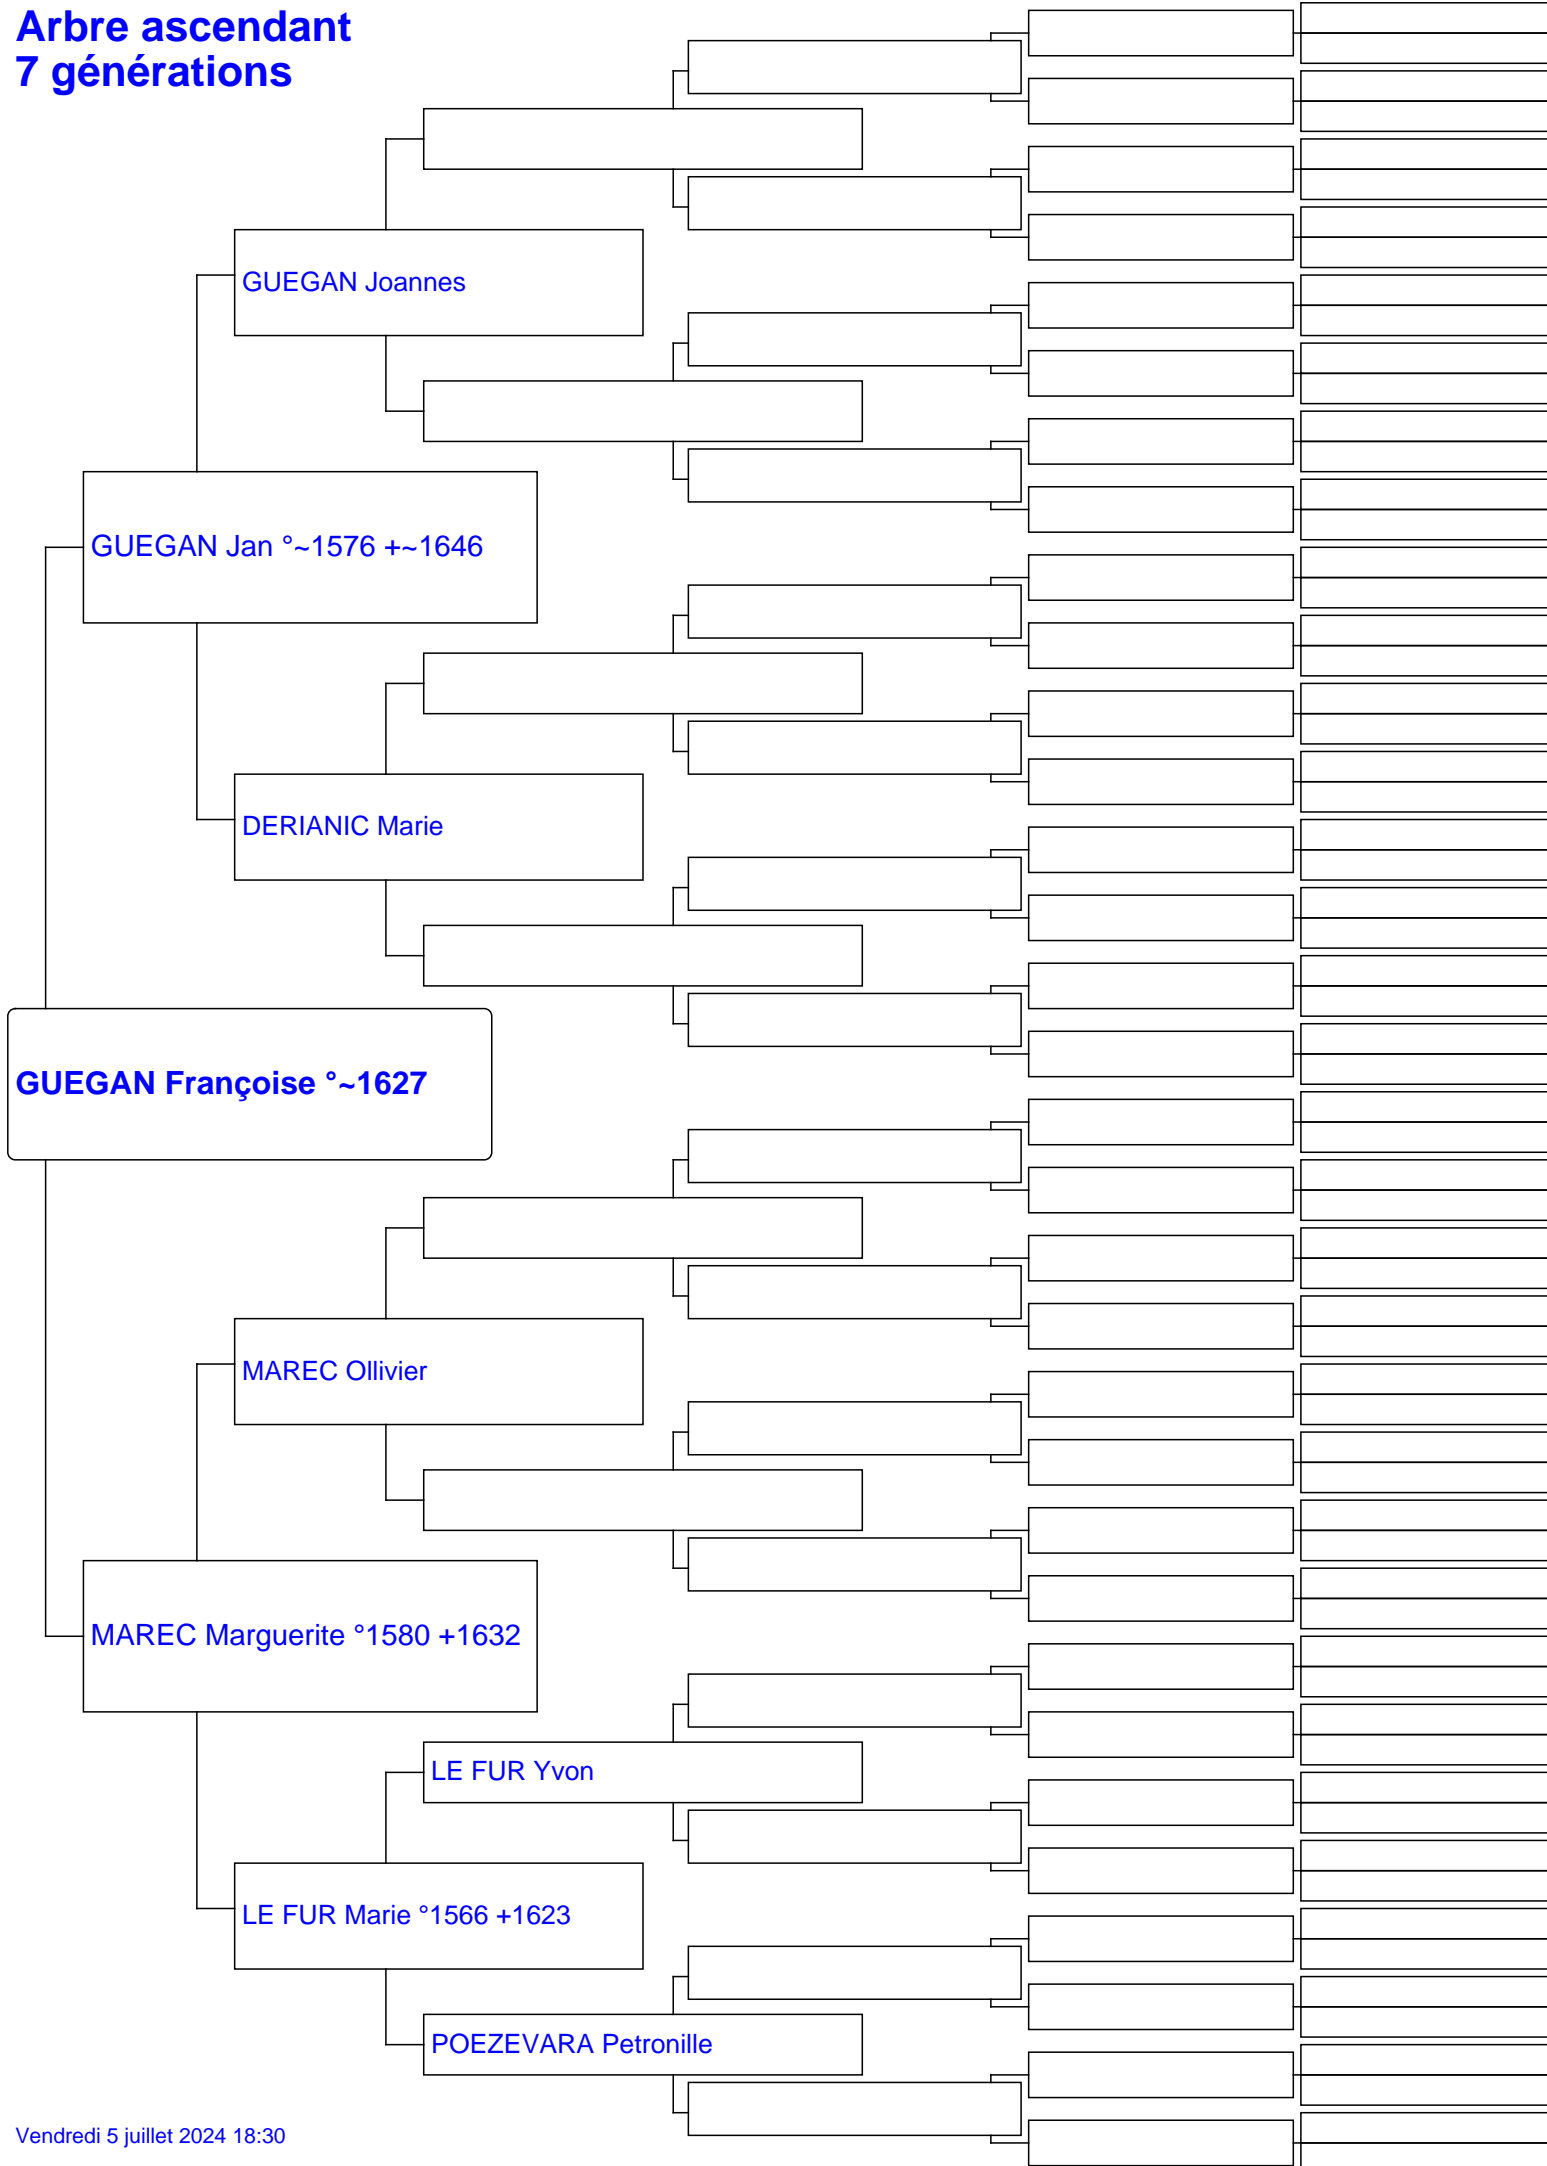 Arbre ascendant
7 générations
GUEGAN Joannes
GUEGAN Jan °~1576 +~1646
DERIANIC Marie
GUEGAN Françoise °~1627
MAREC Ollivier
MAREC Marguerite °1580 +1632
LE FUR Yvon
LE FUR Marie °1566 +1623
POEZEVARA Petronille
Vendredi 5 juillet 2024 18:30